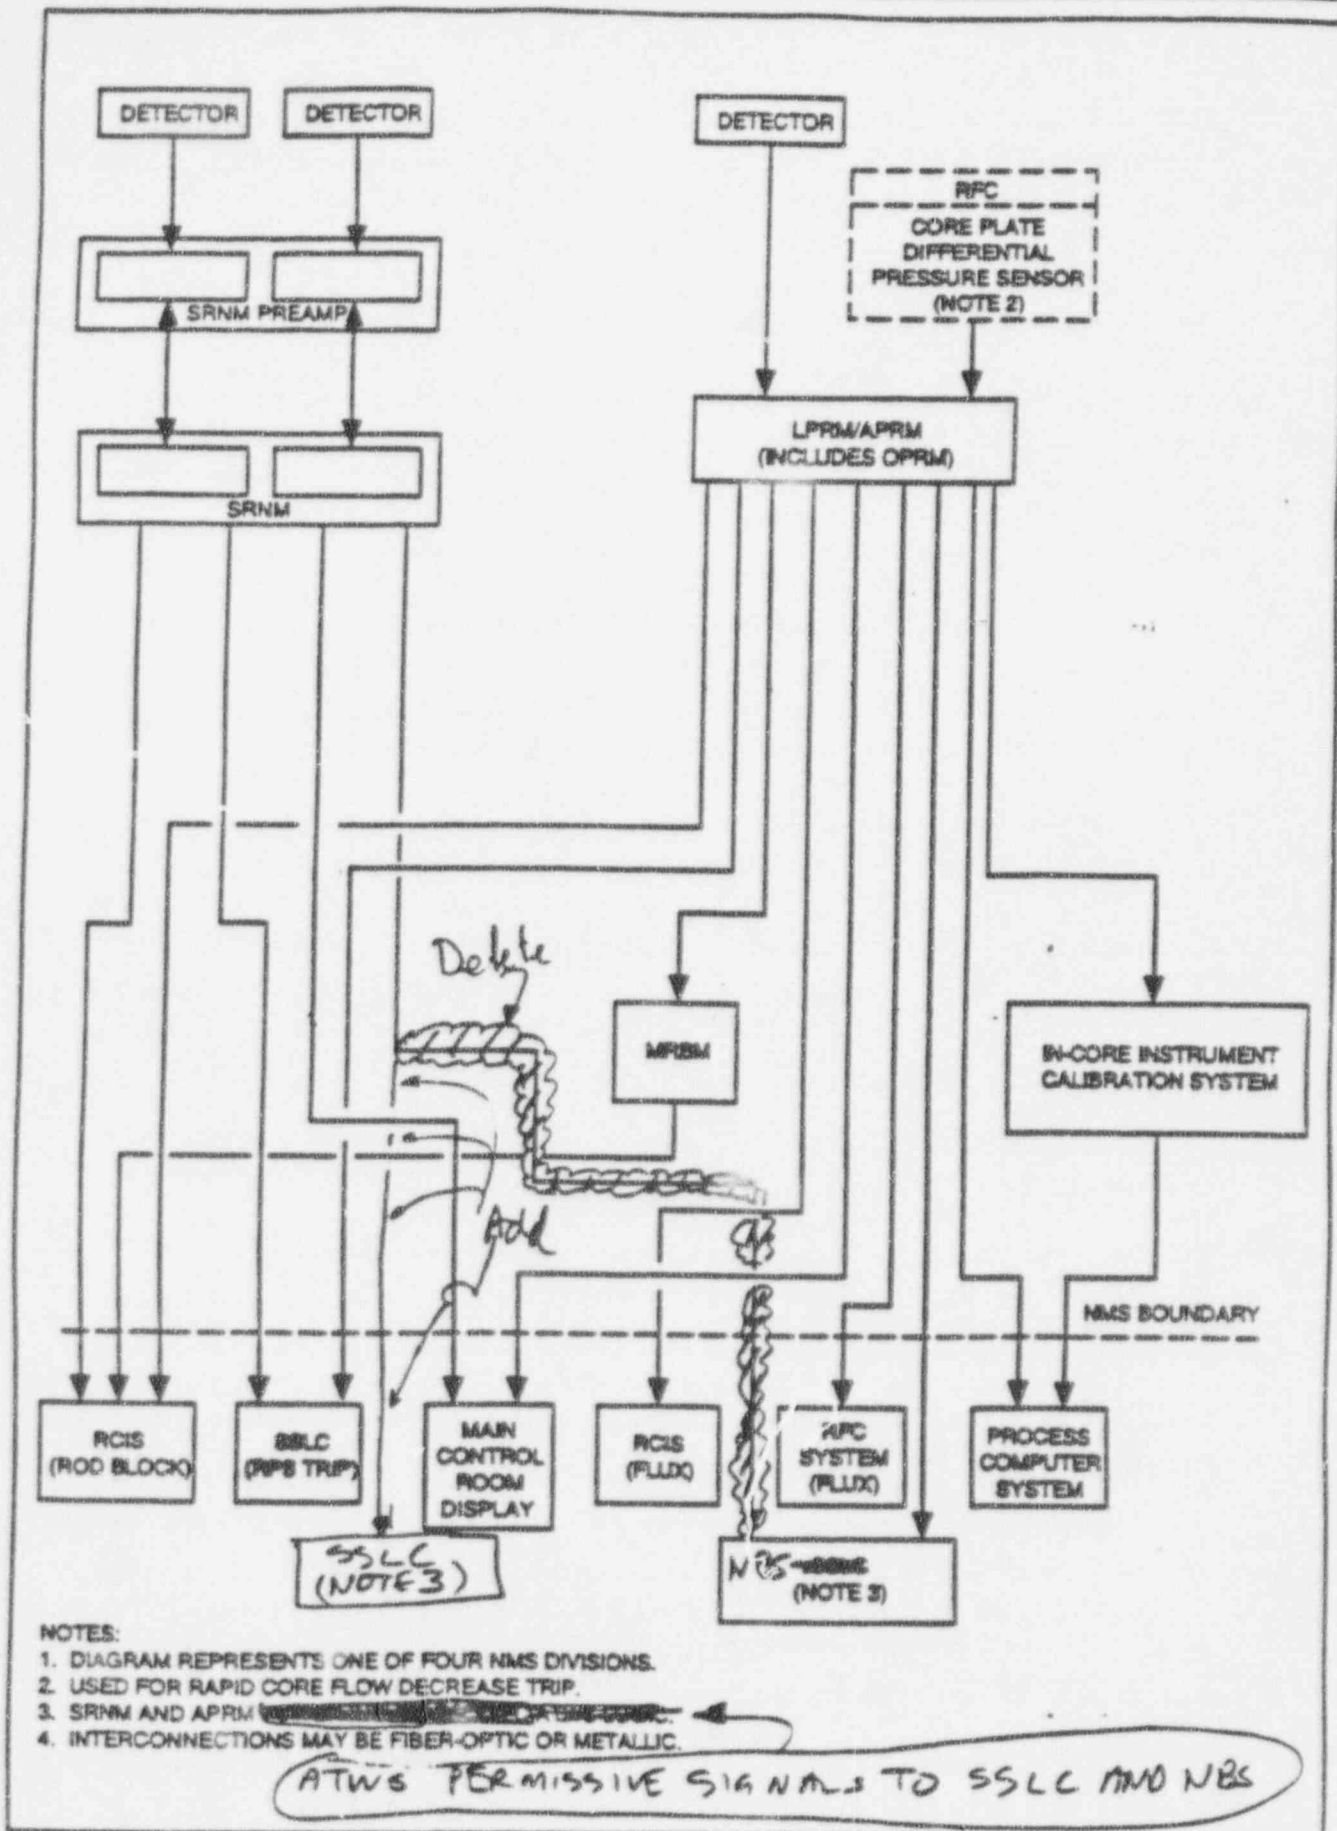 DETECTOR
DETECTOR
DETECTOR
RFC
CORE PLATE
DIFFERENTIAL
PRESSURE SENSOR
(NOTE 2)
SRNM PREAMP
LPRM/APRM
(INCLUDES OPRM)
SRNM
Delete
MRBM
IN-CORE INSTRUMENT
CALIBRATION SYSTEM
Add
NMS BOUNDARY
RCIS
(ROD BLOCK)
SSLC
(RPS TRIP)
MAIN
CONTROL
ROOM
DISPLAY
RCIS
(FLUX)
RFC
SYSTEM
(FLUX)
PROCESS
COMPUTER
SYSTEM
SSLC
(NOTE 3)
NBS
(NOTE 3)
NOTES:
1. DIAGRAM REPRESENTS ONE OF FOUR NMS DIVISIONS.
2. USED FOR RAPID CORE FLOW DECREASE TRIP.
3. SRNM AND APRM
4. INTERCONNECTIONS MAY BE FIBER-OPTIC OR METALLIC.
ATWS PERMISSIVE SIGNALS TO SSLC AND NBS